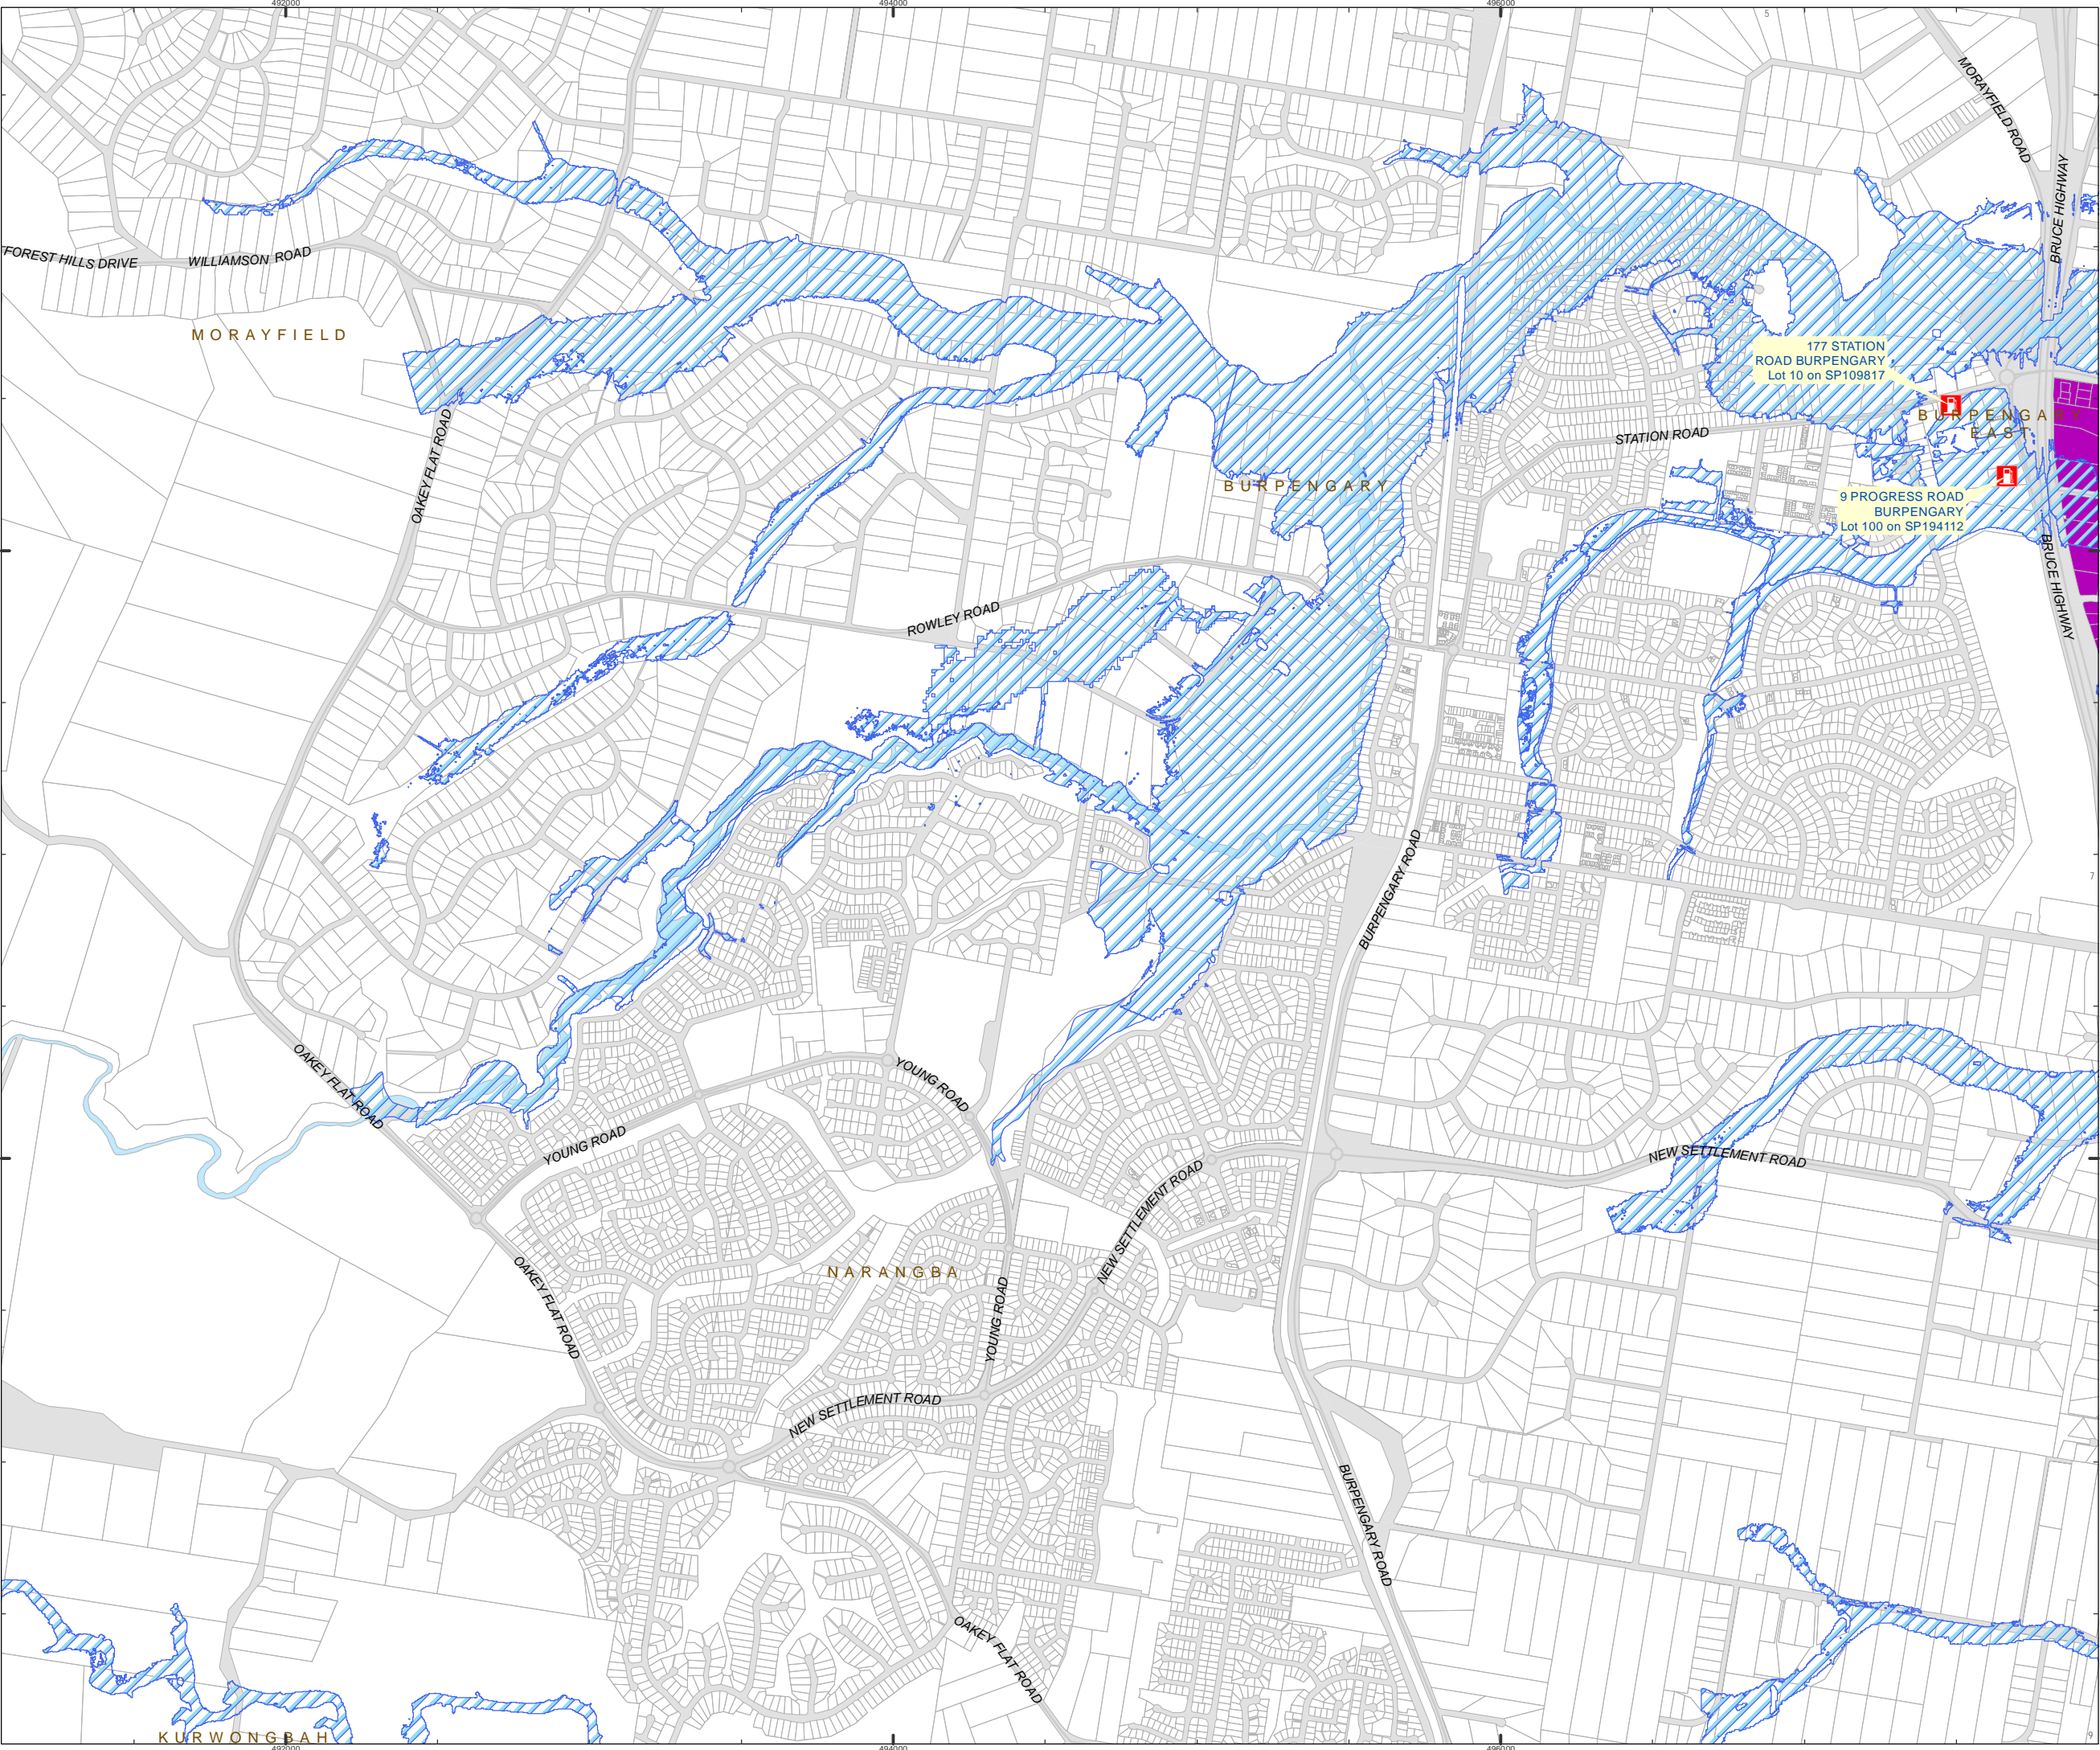 492000
494000
496000
5
MORAYFIELD ROAD
BRUCE HIGHWAY
FOREST HILLS DRIVE
WILLIAMSON ROAD
MORAYFIELD
177 STATION
ROAD BURPENGARY
Lot 10 on SP109817
BURPENGARY
EAST
STATION ROAD
OAKEY FLAT ROAD
BURPENGARY
9 PROGRESS ROAD
BURPENGARY
Lot 100 on SP194112
BRUCE HIGHWAY
ROWLEY ROAD
BURPENGARY ROAD
7
OAKEY FLAT ROAD
YOUNG ROAD
YOUNG ROAD
NEW SETTLEMENT ROAD
NEW SETTLEMENT ROAD
OAKEY FLAT ROAD
NARANGBA
YOUNG ROAD
NEW SETTLEMENT ROAD
BURPENGARY ROAD
OAKEY FLAT ROAD
KURWONGBAH
9
492000
494000
496000